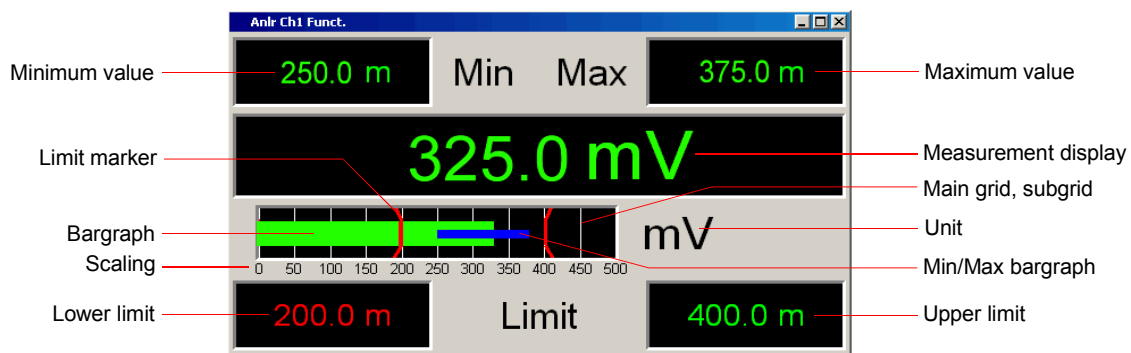 Anlr Ch1 Funct.
Minimum value
250.0 m
Min
Max
375.0 m
Maximum value
Limit marker
325.0 mV
Measurement display
Main grid, subgrid
Bargraph
mV
Unit
Scaling
0 50 100 150 200 250 300 350 400 450 500
Min/Max bargraph
Lower limit
200.0 m
Limit
400.0 m
Upper limit